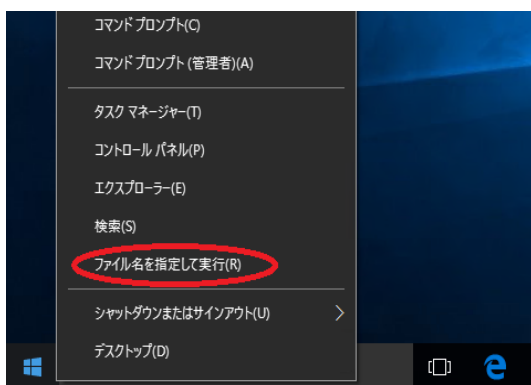 コマンド プロンプト(C)
コマンド プロンプト (管理者)(A)
タスク マネージャー(T)
コントロール パネル(P)
エクスプローラー(E)
検索(S)
ファイル名を指定して実行(R)
シャットダウンまたはサインアウト(U)
デスクトップ(D)